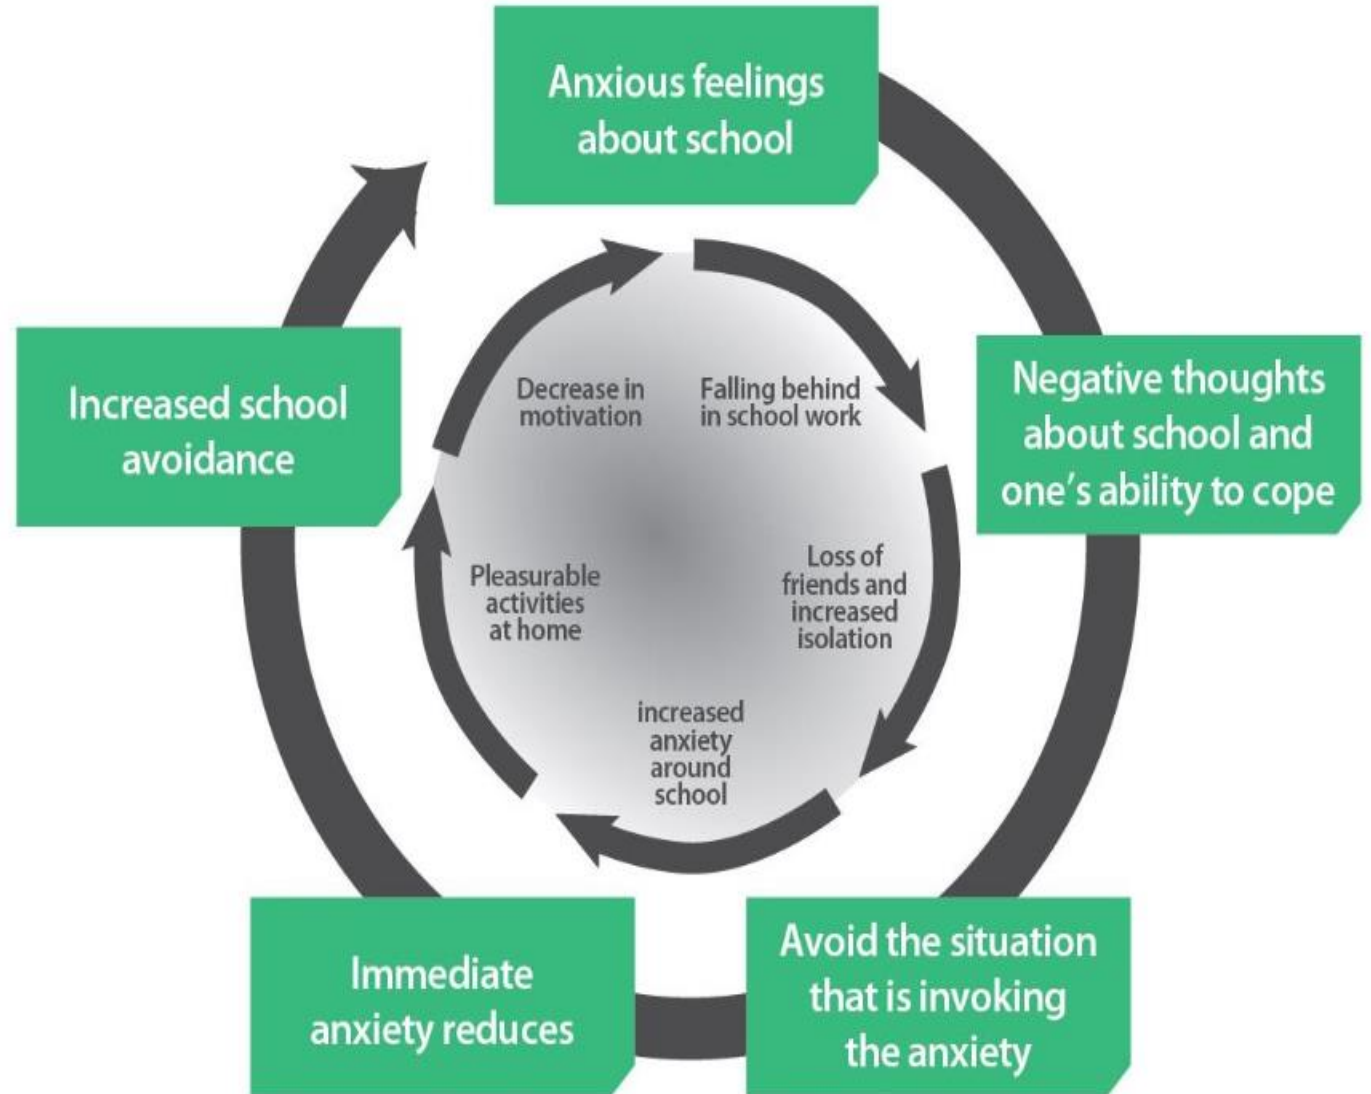 Anxious feelings
about school
Negative thoughts
about school and
one's ability to cope
Avoid the situation
that is invoking
the anxiety
Immediate
anxiety reduces
Increased school
avoidance
Falling behind
in school work
Loss of
friends and
increased
isolation
increased
anxiety
around
school
Pleasurable
activities
at home
Decrease in
motivation